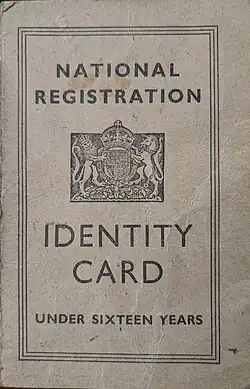 NATIONAL
REGISTRATION
IDENTITY
CARD
UNDER SIXTEEN YEARS